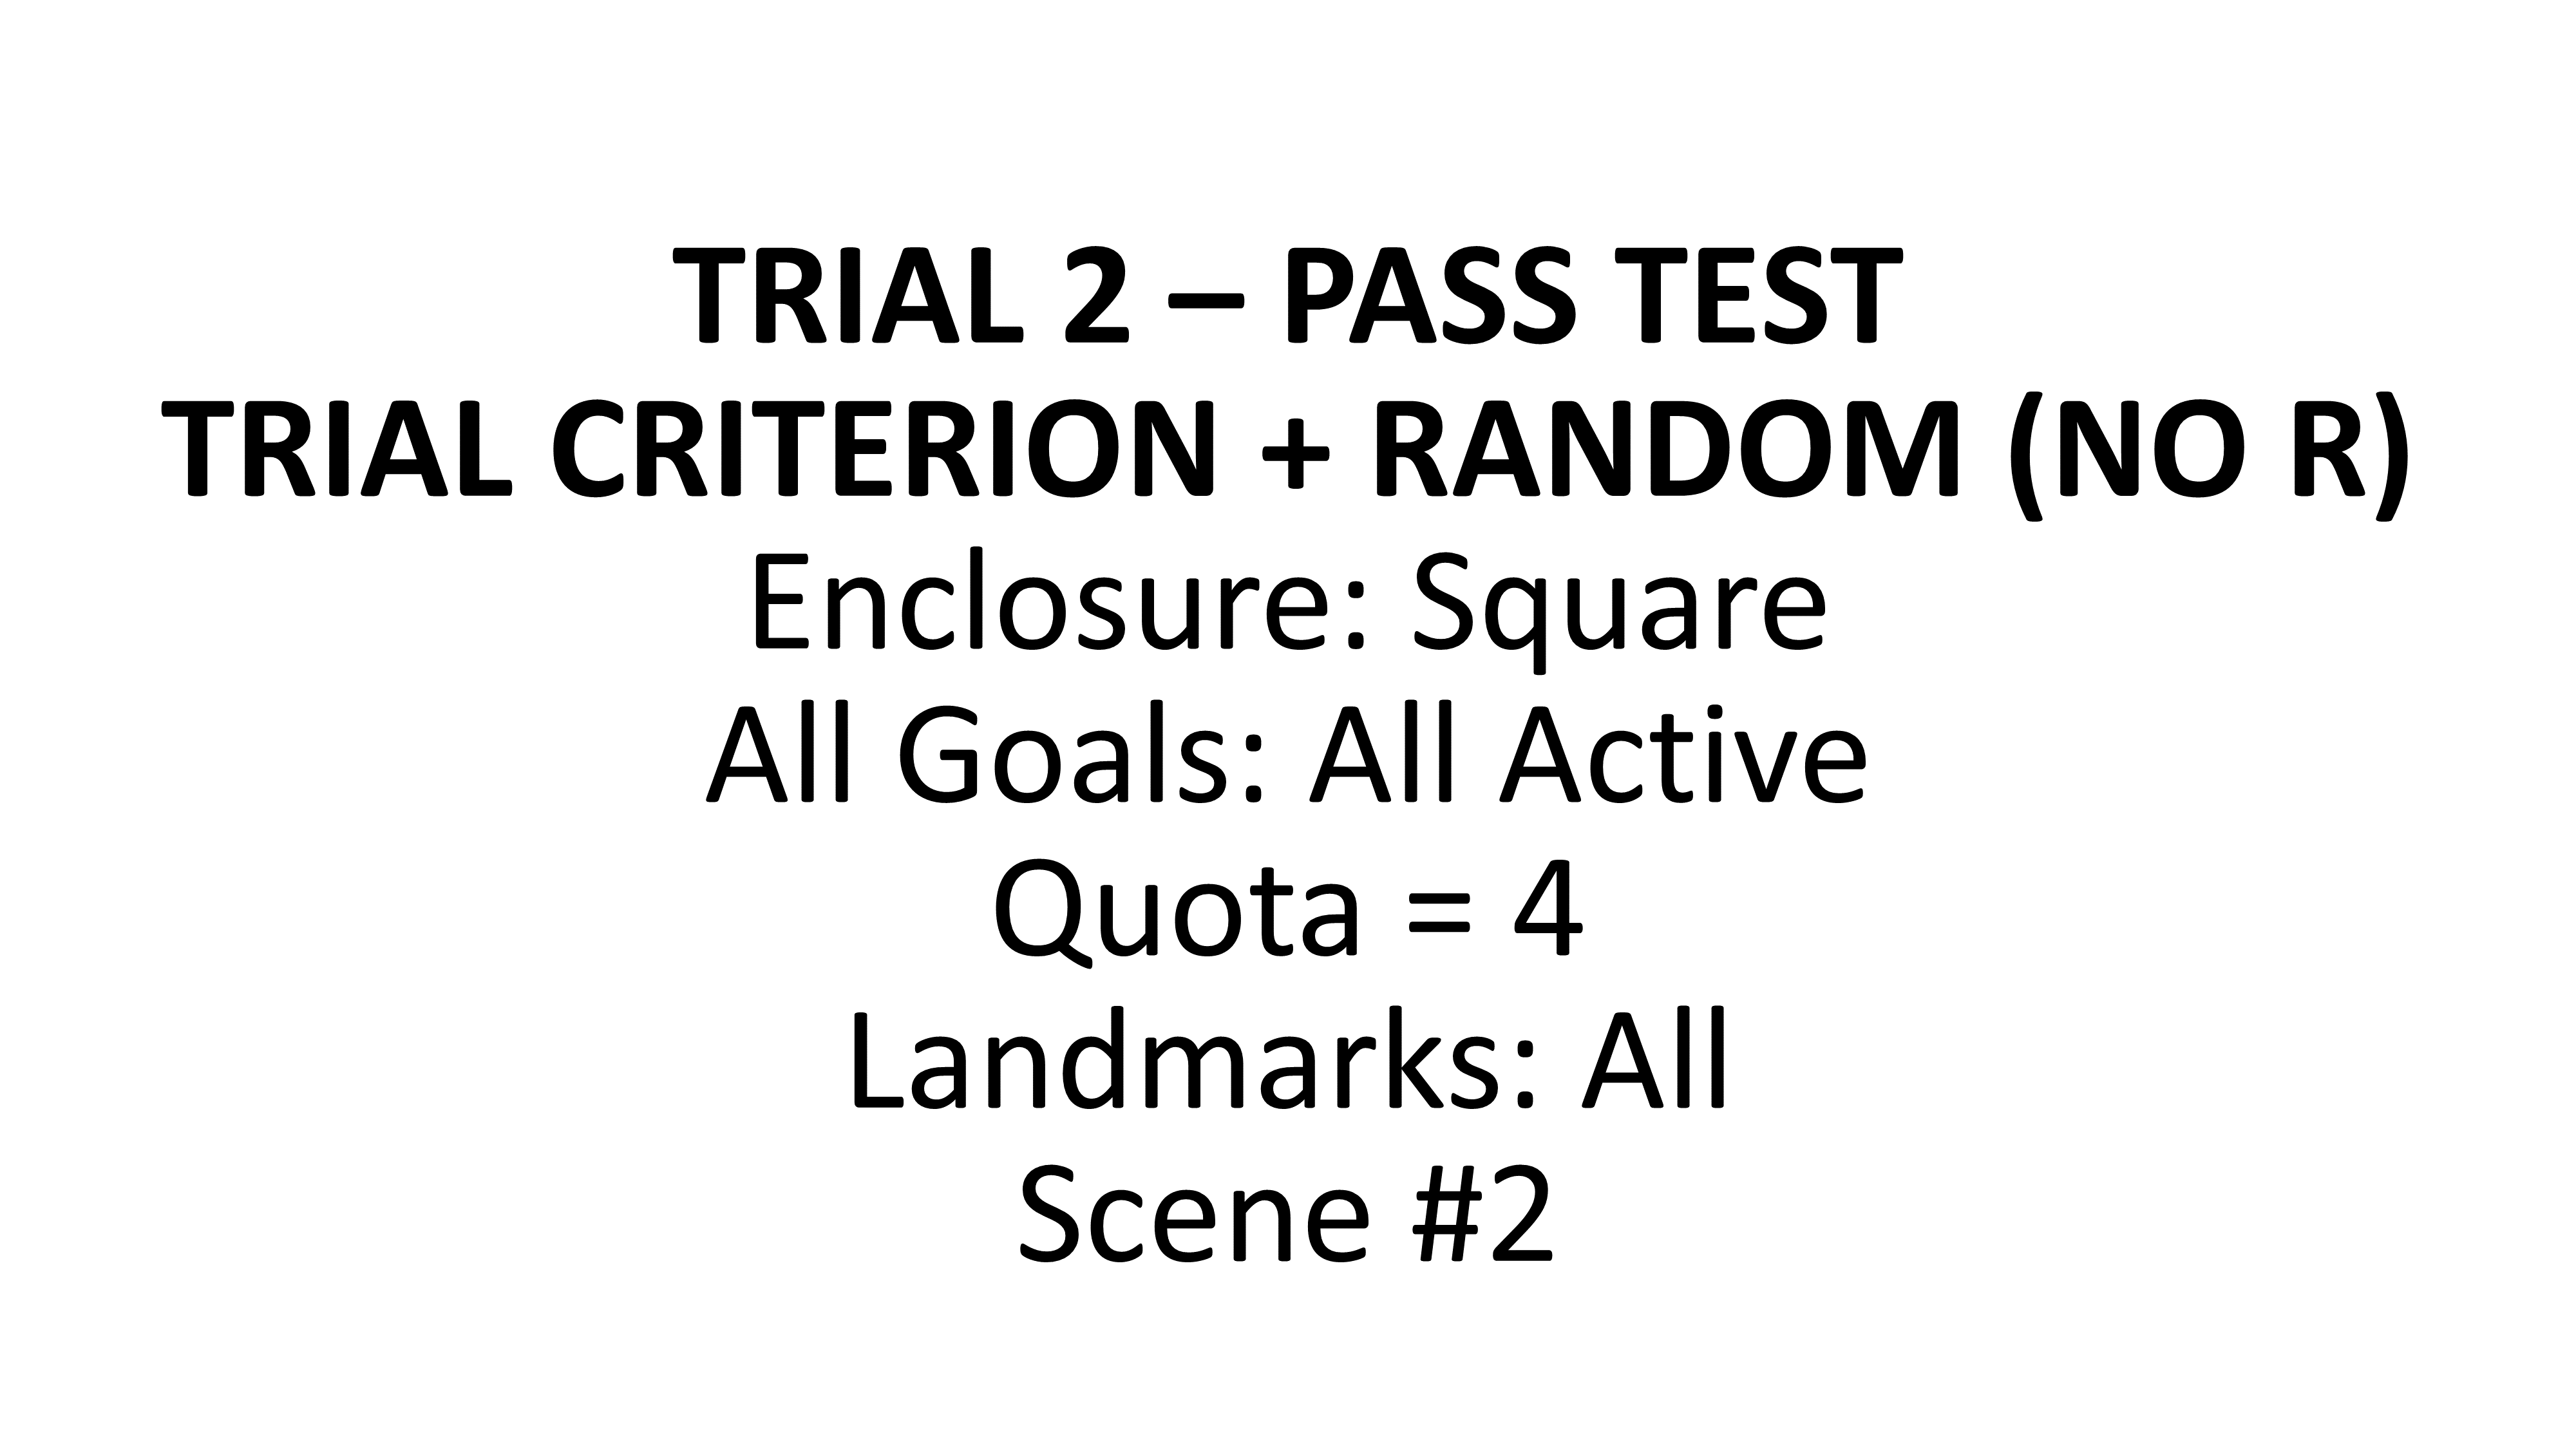 TRIAL 2 – PASS TEST
TRIAL CRITERION + RANDOM (NO R)
Enclosure: Square
All Goals: All Active
Quota = 4
Landmarks: All
Scene #2